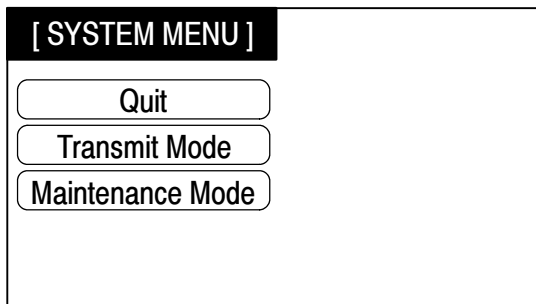 [ SYSTEM MENU ]
Quit
Transmit Mode
Maintenance Mode